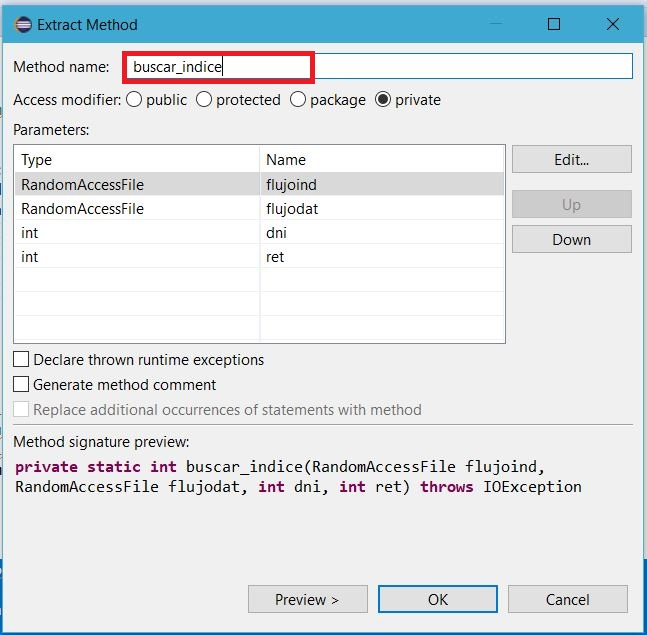 Extract Method
Method name: buscar_indice
Access modifier: public protected package private
Parameters:
Type Name
RandomAccessFile flujoind
RandomAccessFile flujodat
int dni
int ret
Edit...
Up
Down
Declare thrown runtime exceptions
Generate method comment
Replace additional occurrences of statements with method
Method signature preview:
private static int buscar_indice(RandomAccessFile flujoind,
RandomAccessFile flujodat, int dni, int ret) throws IOException
Preview > OK Cancel